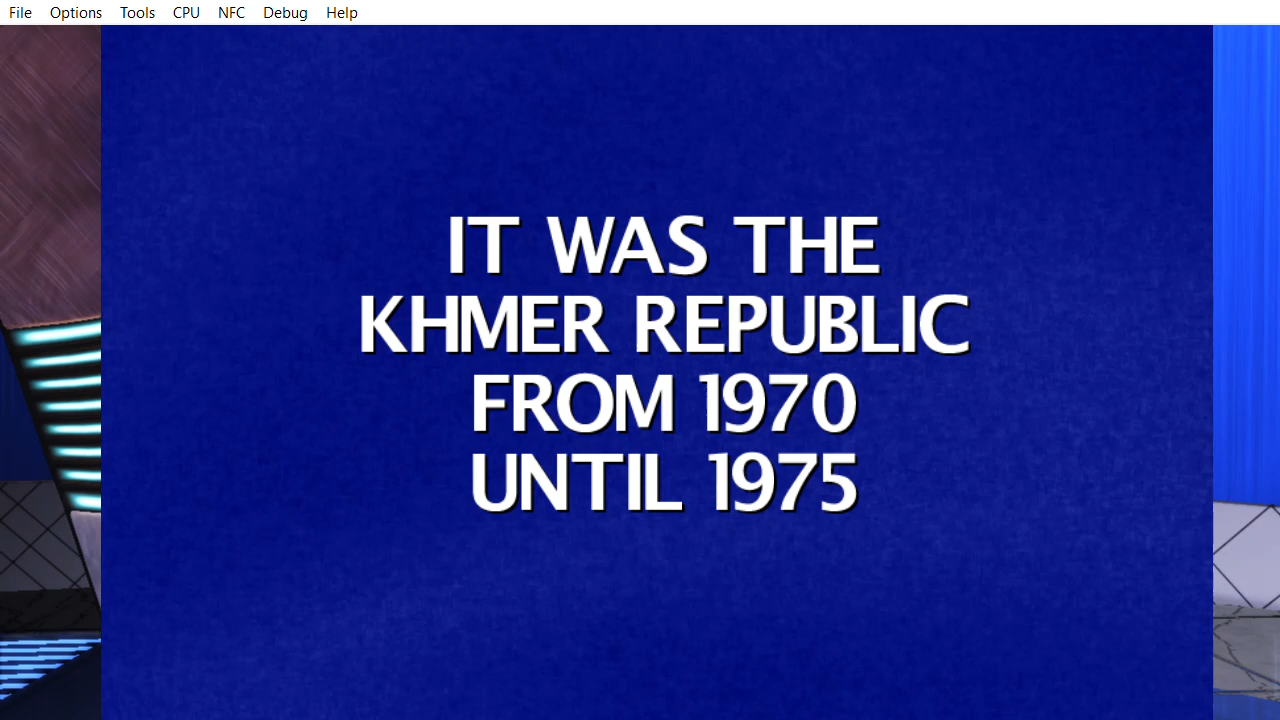 File Options Tools CPU NFC Debug Help
IT WAS THE
KHMER REPUBLIC
FROM 1970
UNTIL 1975